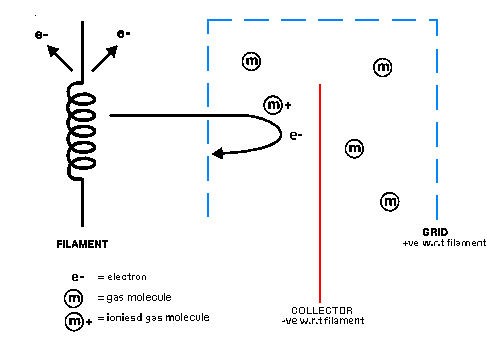 e- e-
m
m
m +
e-
m
m
GRID
+ve w.r.t filament
FILAMENT
e- = electron
m = gas molecule
m + = ioniesd gas molecule
COLLECTOR
-ve w.r.t filament